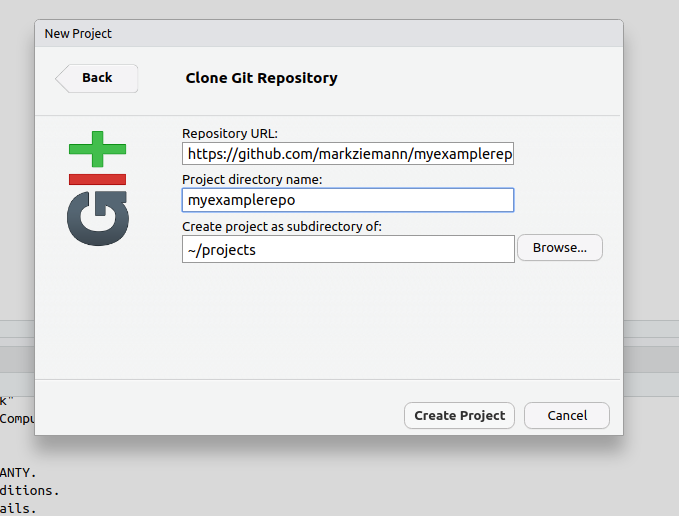 New Project
Back
Clone Git Repository
Repository URL:
https://github.com/markziemann/myexamplerep
Project directory name:
myexamplerepo
Create project as subdirectory of:
~/projects
Browse...
GIT
Create Project
Cancel
k"
Compu
ANTY.
ditions.
ails.